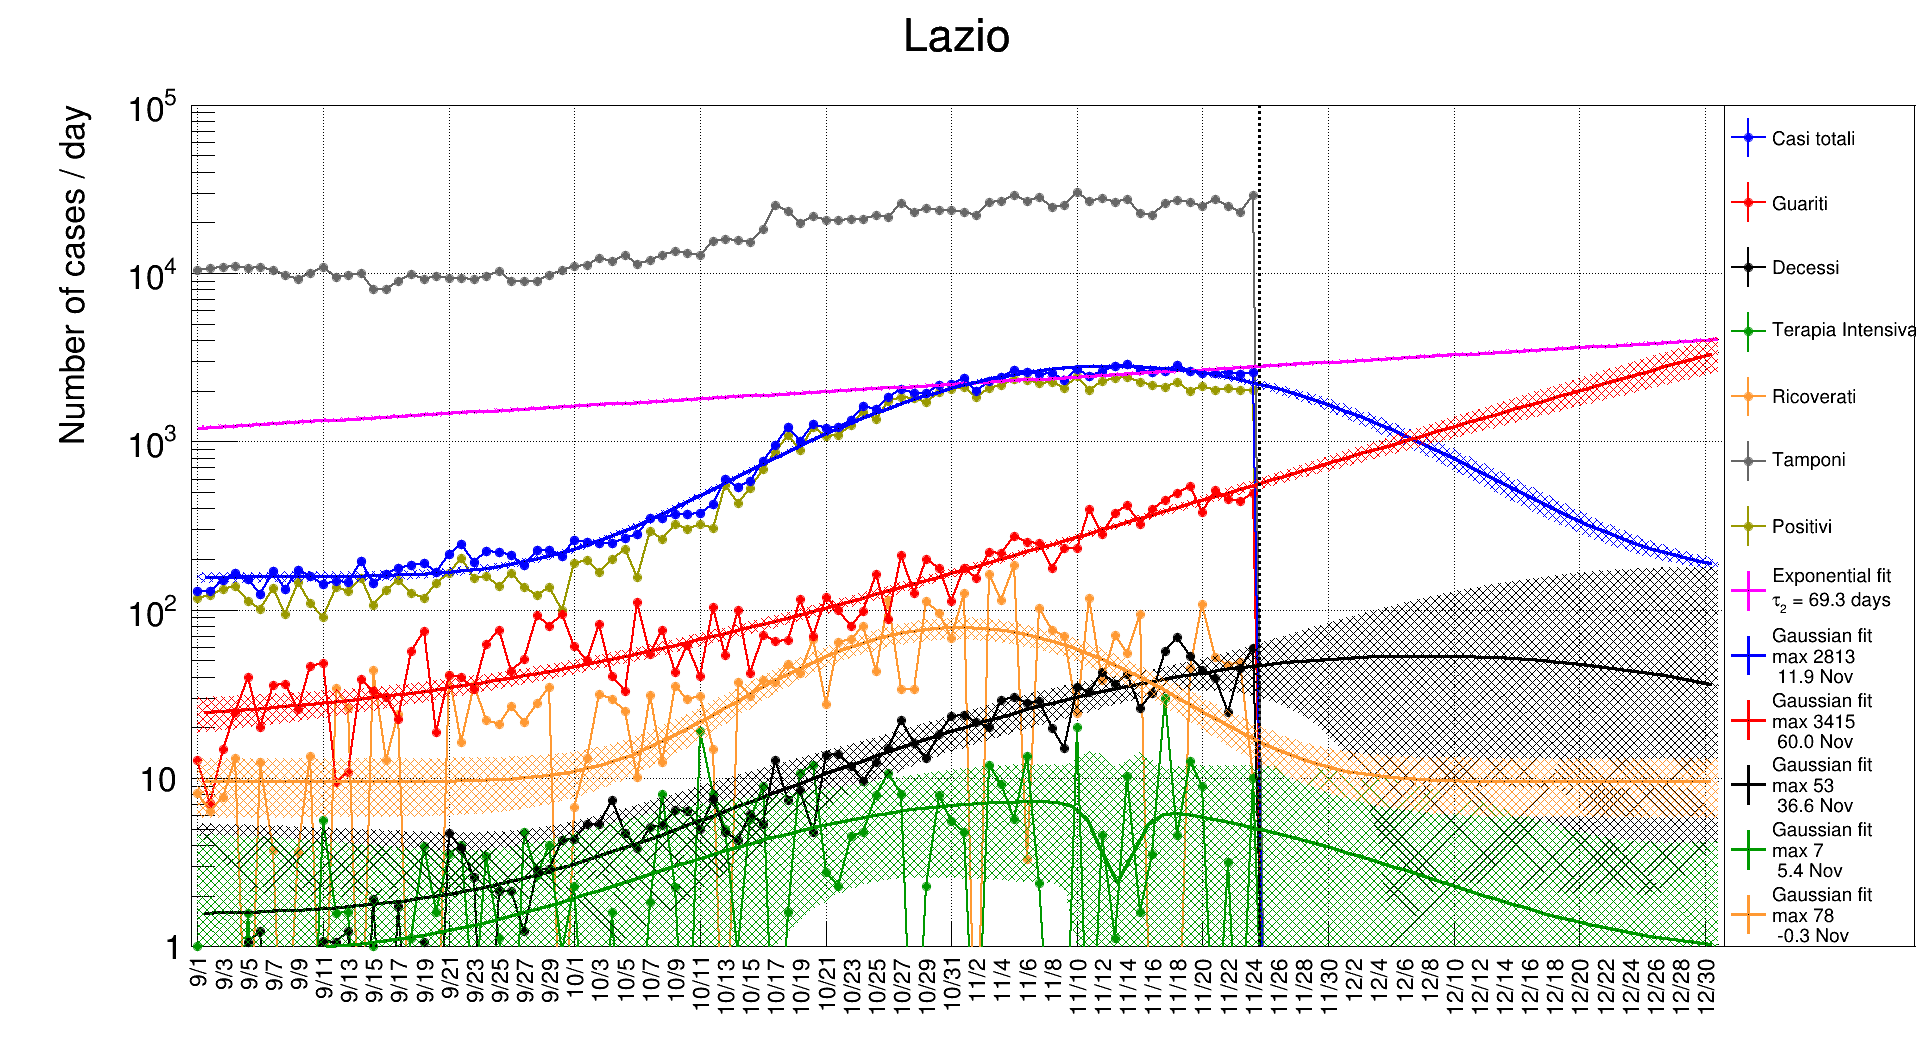 Lazio
Number of cases / day
10^5
10^4
10^3
10^2
10
1
9/1
9/3
9/5
9/7
9/9
9/11
9/13
9/15
9/17
9/19
9/21
9/23
9/25
9/27
9/29
10/1
10/3
10/5
10/7
10/9
10/11
10/13
10/15
10/17
10/19
10/21
10/23
10/25
10/27
10/29
10/31
11/2
11/4
11/6
11/8
11/10
11/12
11/14
11/16
11/18
11/20
11/22
11/24
11/26
11/28
11/30
12/2
12/4
12/6
12/8
12/10
12/12
12/14
12/16
12/18
12/20
12/22
12/24
12/26
12/28
12/30
Casi totali
Guariti
Decessi
Terapia Intensiva
Ricoverati
Tamponi
Positivi
Exponential fit
τ₂ = 69.3 days
Gaussian fit
max 2813
11.9 Nov
Gaussian fit
max 3415
60.0 Nov
Gaussian fit
max 53
36.6 Nov
Gaussian fit
max 7
5.4 Nov
Gaussian fit
max 78
-0.3 Nov